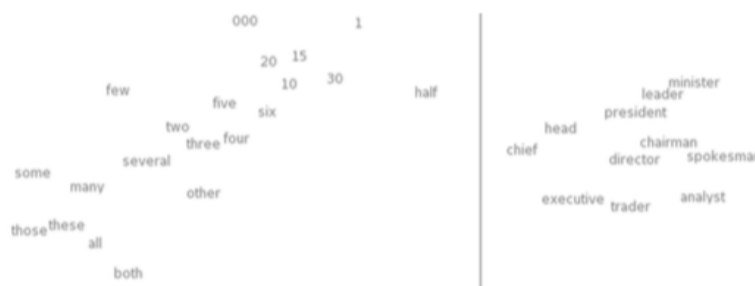 000
1
20
15
10
30
few
half
five
six
two
three
four
several
some
many
other
those
these
all
both
minister
leader
president
head
chief
chairman
director
spokesma
executive
trader
analyst